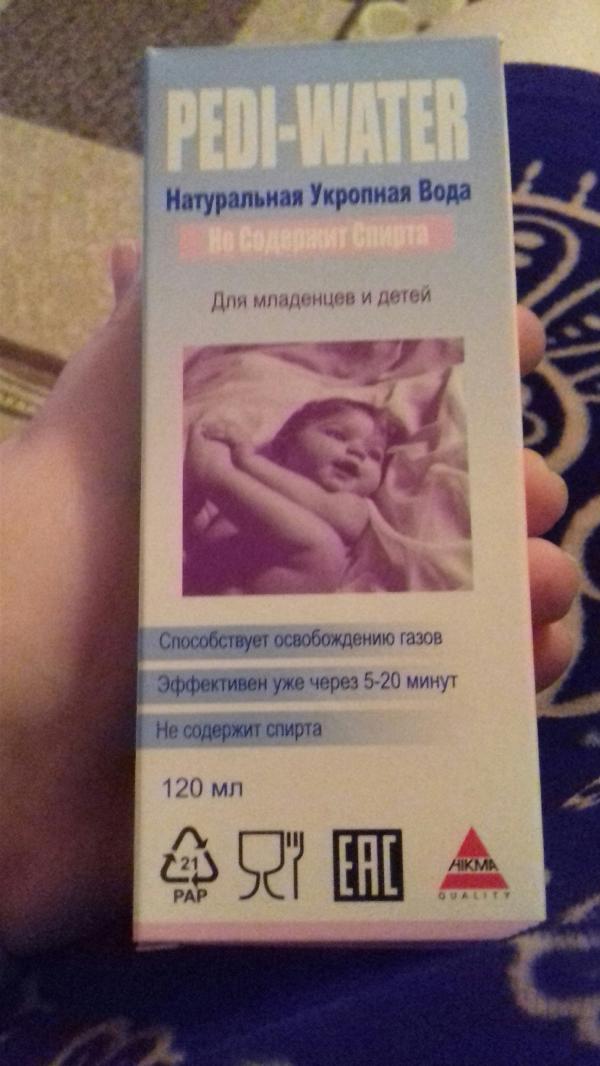 PEDI-WATER
Натуральная Укропная Вода
Не Содержит Спирта
Для младенцев и детей
Способствует освобождению газов
Эффективен уже через 5-20 минут
Не содержит спирта
120 мл
21
PAP
EAC
HIKMA
QUALITY